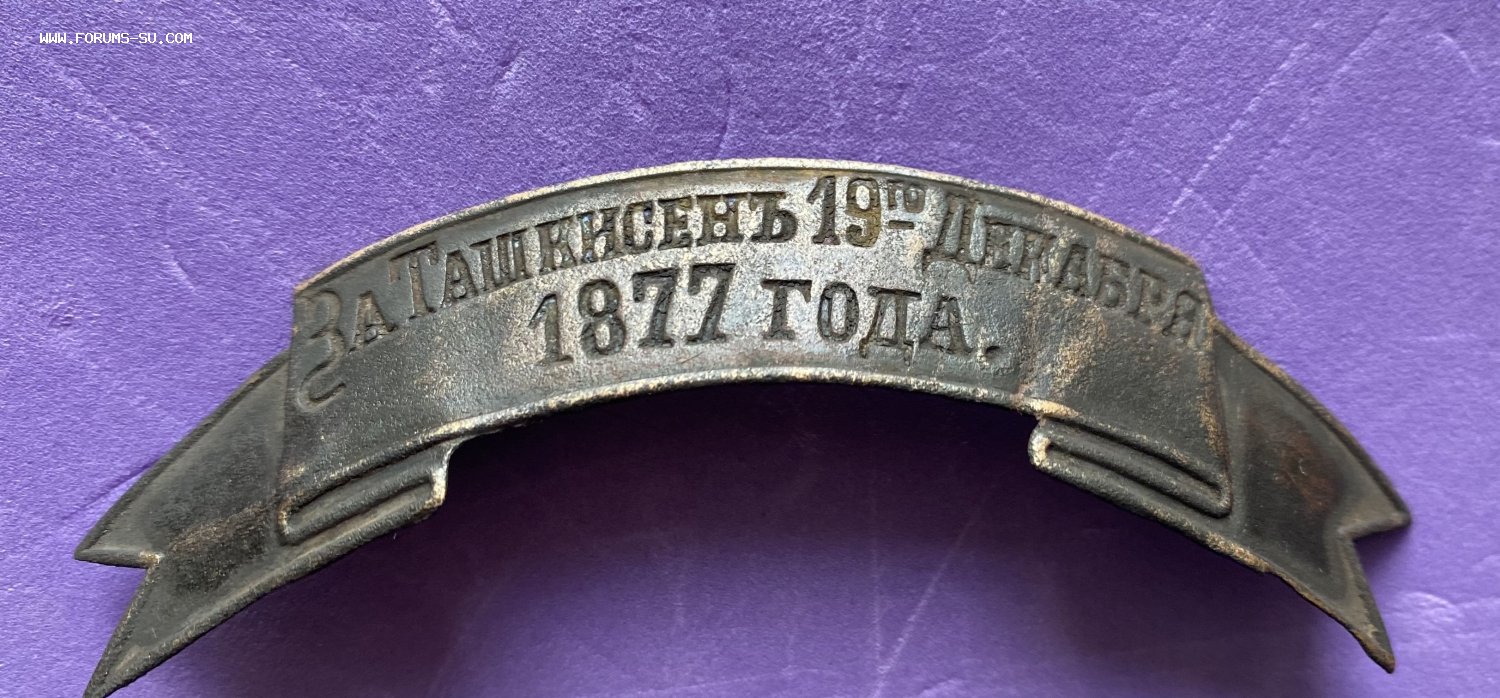 WWW.FORUMS-SU.COM
За Ташкисенъ 19го Декабря
1877 года.